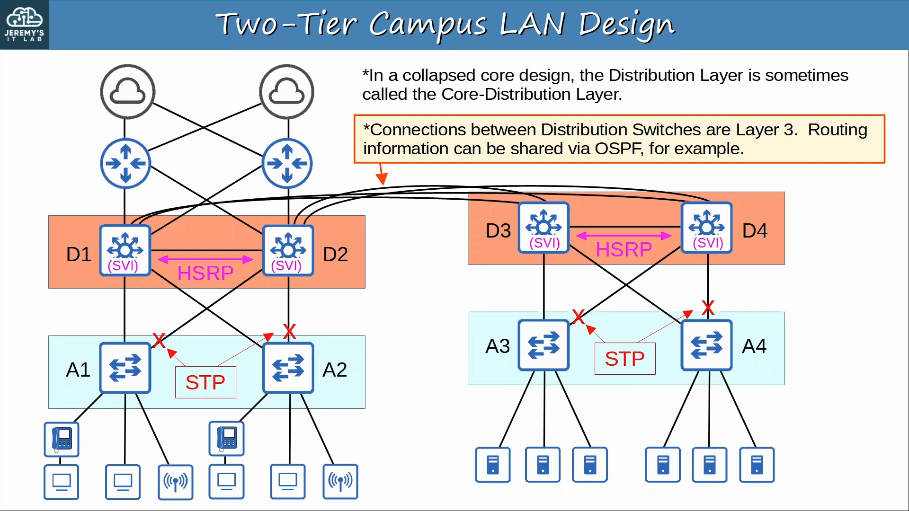 JEREMY'S
IT LAB
Two-Tier Campus LAN Design
*In a collapsed core design, the Distribution Layer is sometimes
called the Core-Distribution Layer.
*Connections between Distribution Switches are Layer 3. Routing
information can be shared via OSPF, for example.
D1
(SVI)
HSRP
(SVI)
D2
D3
(SVI)
HSRP
(SVI)
D4
A1
X
STP
X
A2
A3
X
STP
X
A4